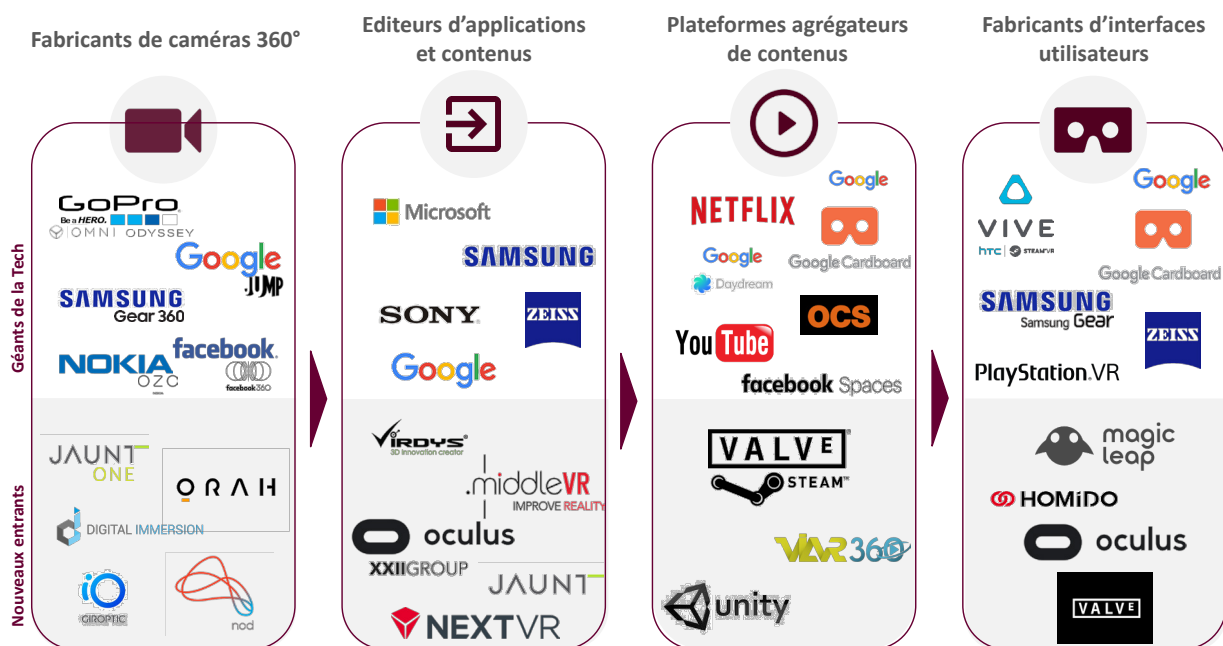 Fabricants de caméras 360°
Editeurs d'applications
et contenus
Plateformes agrégateurs
de contenus
Fabricants d'interfaces
utilisateurs
Géants de la Tech
GoPro
Be a HERO.
OMNI ODYSSEY
Google
JUMP
SAMSUNG
Gear 360
facebook.
facebook360
NOKIA
OZO
Microsoft
SAMSUNG
SONY
ZEISS
Google
Google
NETFLIX
Google
Daydream
Google Cardboard
OCS
YouTube
facebook Spaces
Google
VIVE
htc | STEAMVR
Google Cardboard
SAMSUNG
Samsung Gear
ZEISS
PlayStation.VR
Nouveaux entrants
JAUNT
ONE
ORAH
DIGITAL IMMERSION
iO
GIROPTIC
nod
VIRDYS®
3D Innovation creator
.middleVR
IMPROVE REALITY
oculus
XXIIGROUP
JAUNT
NEXTVR
VALVE®
STEAM™
VLAR360
unity
magic
leap
HOMiDO
oculus
VALVE